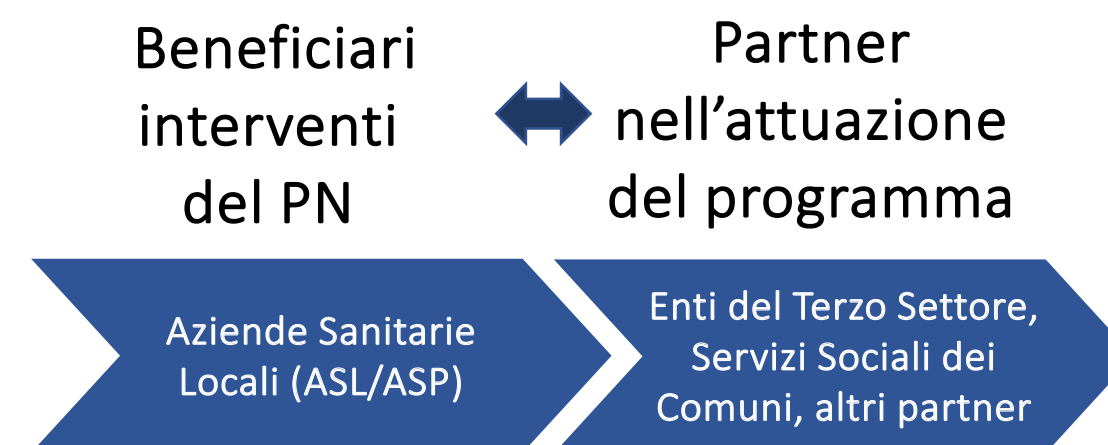 Beneficiari
interventi
del PN
Partner
nell’attuazione
del programma
Aziende Sanitarie
Locali (ASL/ASP)
Enti del Terzo Settore,
Servizi Sociali dei
Comuni, altri partner